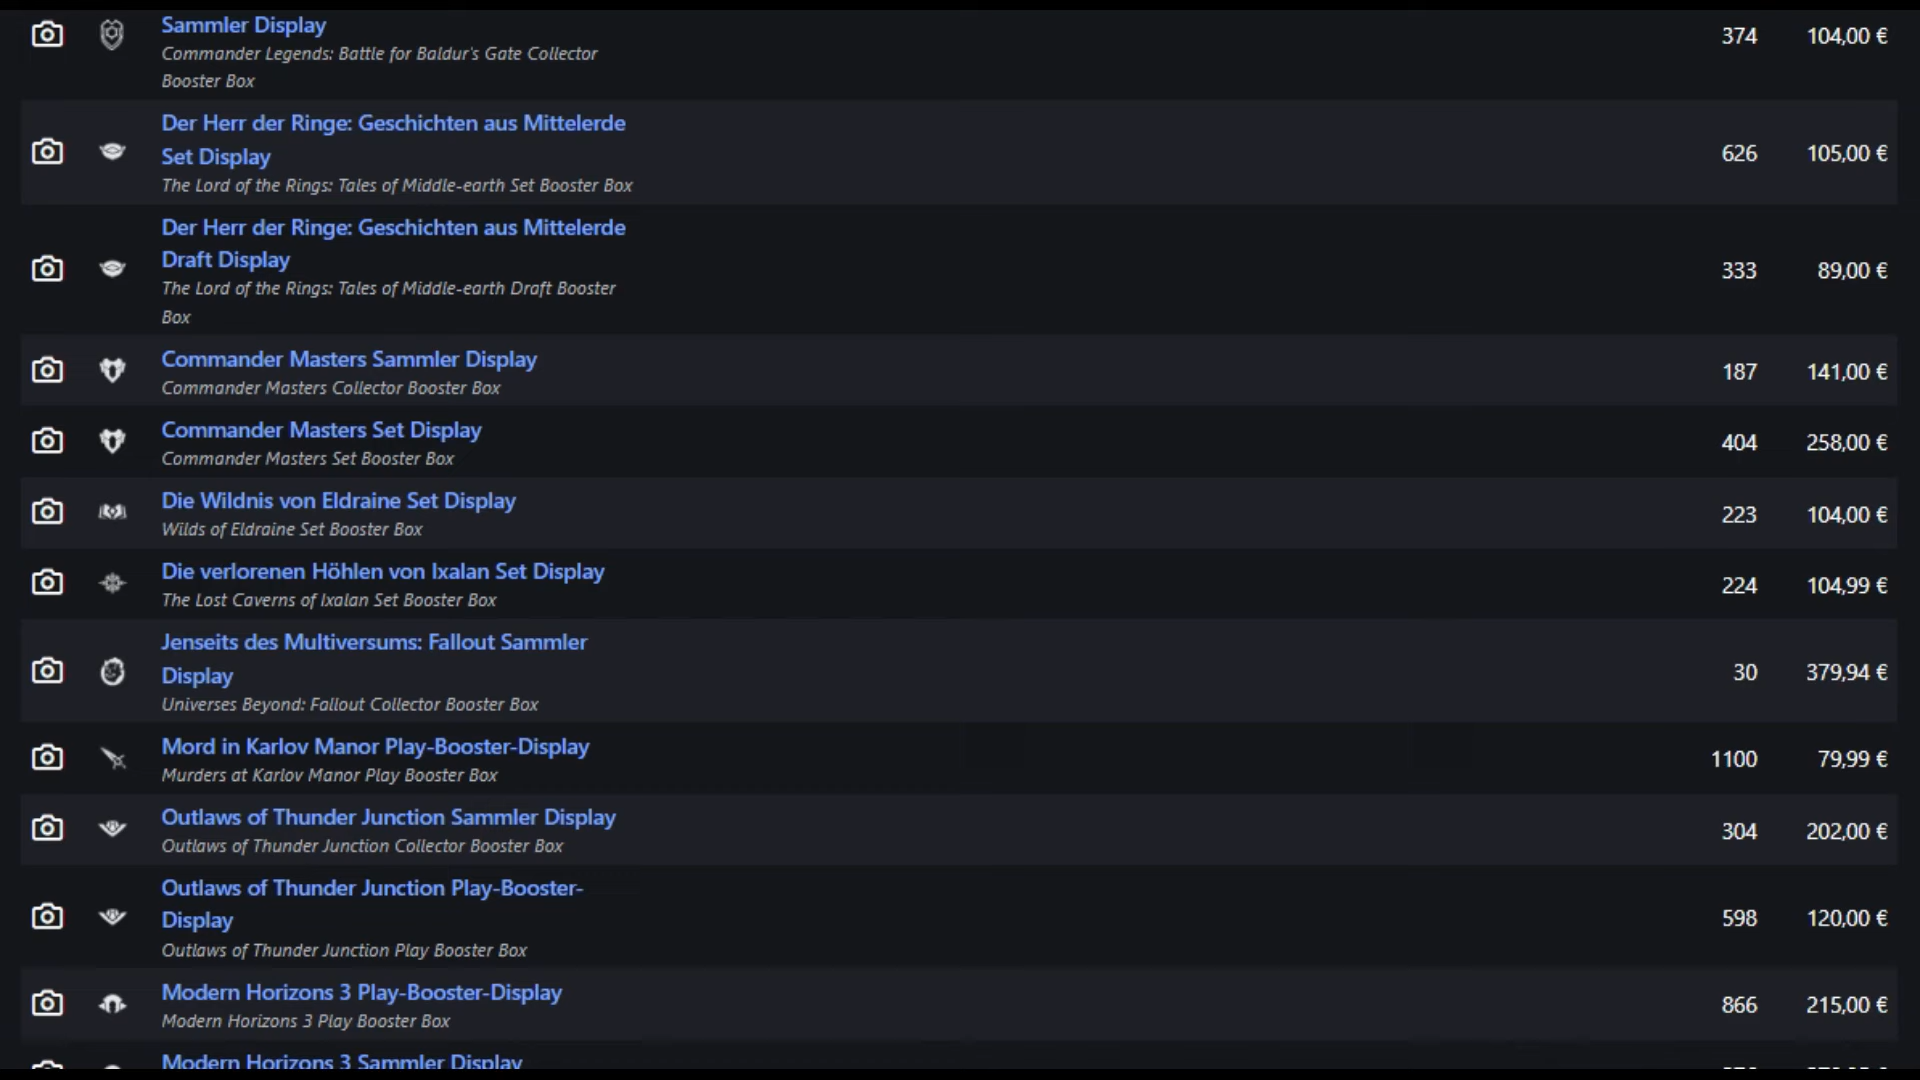 Sammler Display
Commander Legends: Battle for Baldur's Gate Collector
Booster Box
374 104,00 €
Der Herr der Ringe: Geschichten aus Mittelerde
Set Display
The Lord of the Rings: Tales of Middle-earth Set Booster Box
626 105,00 €
Der Herr der Ringe: Geschichten aus Mittelerde
Draft Display
The Lord of the Rings: Tales of Middle-earth Draft Booster
Box
333 89,00 €
Commander Masters Sammler Display
Commander Masters Collector Booster Box
187 141,00 €
Commander Masters Set Display
Commander Masters Set Booster Box
404 258,00 €
Die Wildnis von Eldraine Set Display
Wilds of Eldraine Set Booster Box
223 104,00 €
Die verlorenen Höhlen von Ixalan Set Display
The Lost Caverns of Ixalan Set Booster Box
224 104,99 €
Jenseits des Multiversums: Fallout Sammler
Display
Universes Beyond: Fallout Collector Booster Box
30 379,94 €
Mord in Karlov Manor Play-Booster-Display
Murders at Karlov Manor Play Booster Box
1100 79,99 €
Outlaws of Thunder Junction Sammler Display
Outlaws of Thunder Junction Collector Booster Box
304 202,00 €
Outlaws of Thunder Junction Play-Booster-
Display
Outlaws of Thunder Junction Play Booster Box
598 120,00 €
Modern Horizons 3 Play-Booster-Display
Modern Horizons 3 Play Booster Box
866 215,00 €
Modern Horizons 3 Sammler Display